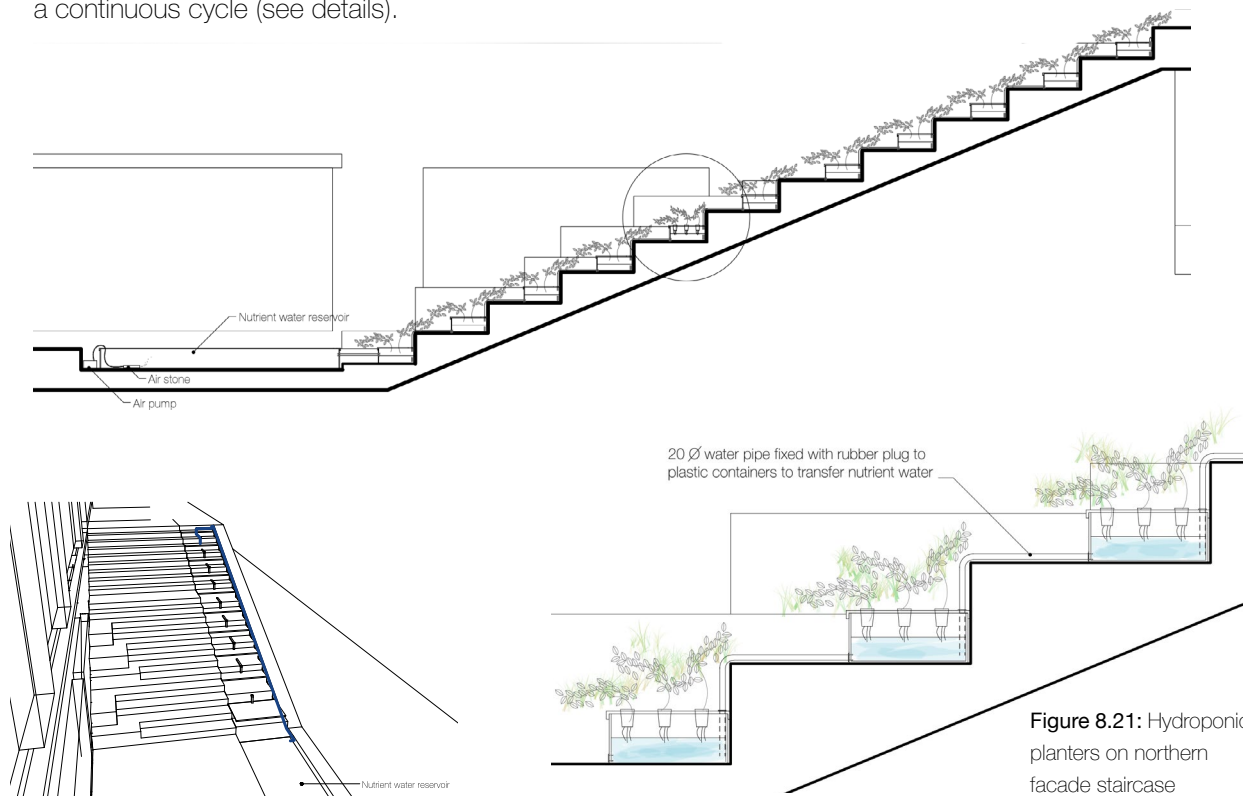 a continuous cycle (see details).
Nutrient water reservoir
Air stone
Air pump
20 Ø water pipe fixed with rubber plug to
plastic containers to transfer nutrient water
Nutrient water reservoir
Figure 8.21: Hydroponic
planters on northern
facade staircase